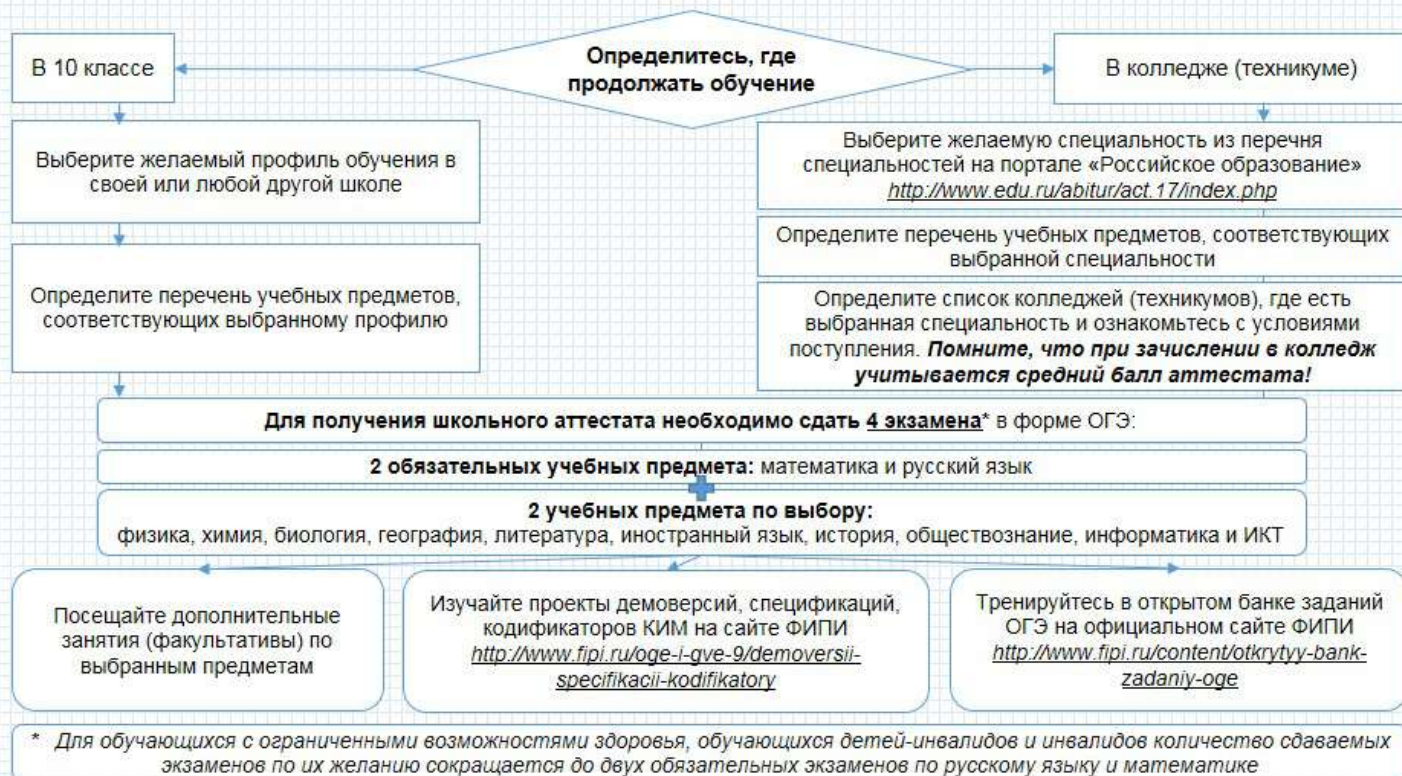 Определитесь, где
продолжать обучение
В 10 классе
Выберите желаемый профиль обучения в
своей или любой другой школе
Определите перечень учебных предметов,
соответствующих выбранному профилю
В колледже (техникуме)
Выберите желаемую специальность из перечня
специальностей на портале «Российское образование»
http://www.edu.ru/abitur/act.17/index.php
Определите перечень учебных предметов, соответствующих
выбранной специальности
Определите список колледжей (техникумов), где есть
выбранная специальность и ознакомьтесь с условиями
поступления. Помните, что при зачислении в колледж
учитывается средний балл аттестата!
Для получения школьного аттестата необходимо сдать 4 экзамена* в форме ОГЭ:
2 обязательных учебных предмета: математика и русский язык
2 учебных предмета по выбору:
физика, химия, биология, география, литература, иностранный язык, история, обществознание, информатика и ИКТ
Посещайте дополнительные
занятия (факультативы) по
выбранным предметам
Изучайте проекты демоверсий, спецификаций,
кодификаторов КИМ на сайте ФИПИ
http://www.fipi.ru/oge-i-gve-9/demoversii-
specifikacii-kodifikatory
Тренируйтесь в открытом банке заданий
ОГЭ на официальном сайте ФИПИ
http://www.fipi.ru/content/otkrytyy-bank-
zadaniy-oge
* Для обучающихся с ограниченными возможностями здоровья, обучающихся детей-инвалидов и инвалидов количество сдаваемых
экзаменов по их желанию сокращается до двух обязательных экзаменов по русскому языку и математике